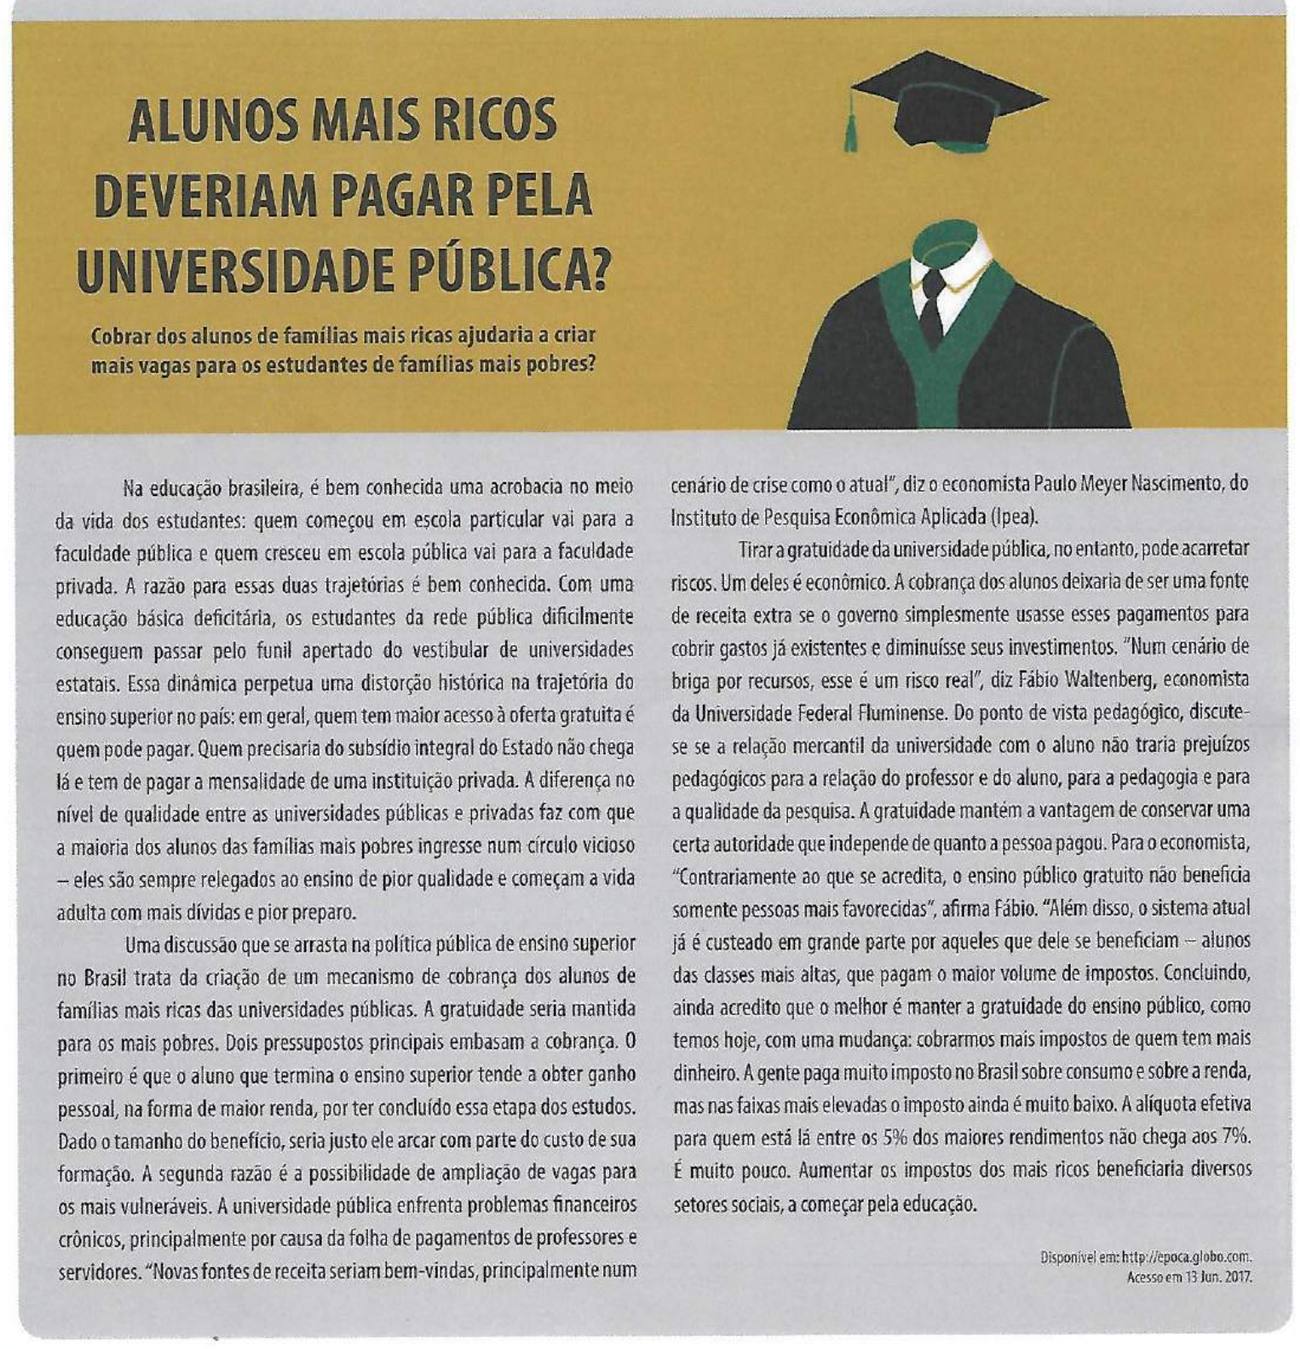 ALUNOS MAIS RICOS
DEVERIAM PAGAR PELA
UNIVERSIDADE PÚBLICA?
Cobrar dos alunos de famílias mais ricas ajudaria a criar
mais vagas para os estudantes de famílias mais pobres?
Na educação brasileira, é bem conhecida uma acrobacia no meio
da vida dos estudantes: quem começou em escola particular vai para a
faculdade pública e quem cresceu em escola pública vai para a faculdade
privada. A razão para essas duas trajetórias é bem conhecida. Com uma
educação básica deficitária, os estudantes da rede pública dificilmente
conseguem passar pelo funil apertado do vestibular de universidades
estatais. Essa dinâmica perpetua uma distorção histórica na trajetória do
ensino superior no país: em geral, quem tem maior acesso à oferta gratuita é
quem pode pagar. Quem precisaria do subsídio integral do Estado não chega
lá e tem de pagar a mensalidade de uma instituição privada. A diferença no
nível de qualidade entre as universidades públicas e privadas faz com que
a maioria dos alunos das famílias mais pobres ingresse num círculo vicioso
– eles são sempre relegados ao ensino de pior qualidade e começam a vida
adulta com mais dívidas e pior preparo.
Uma discussão que se arrasta na política pública de ensino superior
no Brasil trata da criação de um mecanismo de cobrança dos alunos de
famílias mais ricas das universidades públicas. A gratuidade seria mantida
para os mais pobres. Dois pressupostos principais embasam a cobrança. O
primeiro é que o aluno que termina o ensino superior tende a obter ganho
pessoal, na forma de maior renda, por ter concluído essa etapa dos estudos.
Dado o tamanho do benefício, seria justo ele arcar com parte do custo de sua
formação. A segunda razão é a possibilidade de ampliação de vagas para
os mais vulneráveis. A universidade pública enfrenta problemas financeiros
crônicos, principalmente por causa da folha de pagamentos de professores e
servidores. "Novas fontes de receita seriam bem-vindas, principalmente num
cenário de crise como o atual", diz o economista Paulo Meyer Nascimento, do
Instituto de Pesquisa Econômica Aplicada (Ipea).
Tirar a gratuidade da universidade pública, no entanto, pode acarretar
riscos. Um deles é econômico. A cobrança dos alunos deixaria de ser uma fonte
de receita extra se o governo simplesmente usasse esses pagamentos para
cobrir gastos já existentes e diminuísse seus investimentos. "Num cenário de
briga por recursos, esse é um risco real", diz Fábio Waltenberg, economista
da Universidade Federal Fluminense. Do ponto de vista pedagógico, discute-
se se a relação mercantil da universidade com o aluno não traria prejuízos
pedagógicos para a relação do professor e do aluno, para a pedagogia e para
a qualidade da pesquisa. A gratuidade mantém a vantagem de conservar uma
certa autoridade que independe de quanto a pessoa pagou. Para o economista,
"Contrariamente ao que se acredita, o ensino público gratuito não beneficia
somente pessoas mais favorecidas", afirma Fábio. "Além disso, o sistema atual
já é custeado em grande parte por aqueles que dele se beneficiam – alunos
das classes mais altas, que pagam o maior volume de impostos. Concluindo,
ainda acredito que o melhor é manter a gratuidade do ensino público, como
temos hoje, com uma mudança: cobrarmos mais impostos de quem tem mais
dinheiro. A gente paga muito imposto no Brasil sobre consumo e sobre a renda,
mas nas faixas mais elevadas o imposto ainda é muito baixo. A alíquota efetiva
para quem está lá entre os 5% dos maiores rendimentos não chega aos 7%.
É muito pouco. Aumentar os impostos dos mais ricos beneficiaria diversos
setores sociais, a começar pela educação.
Disponível em: http://epoca.globo.com.
Acesso em 13 Jun. 2017.